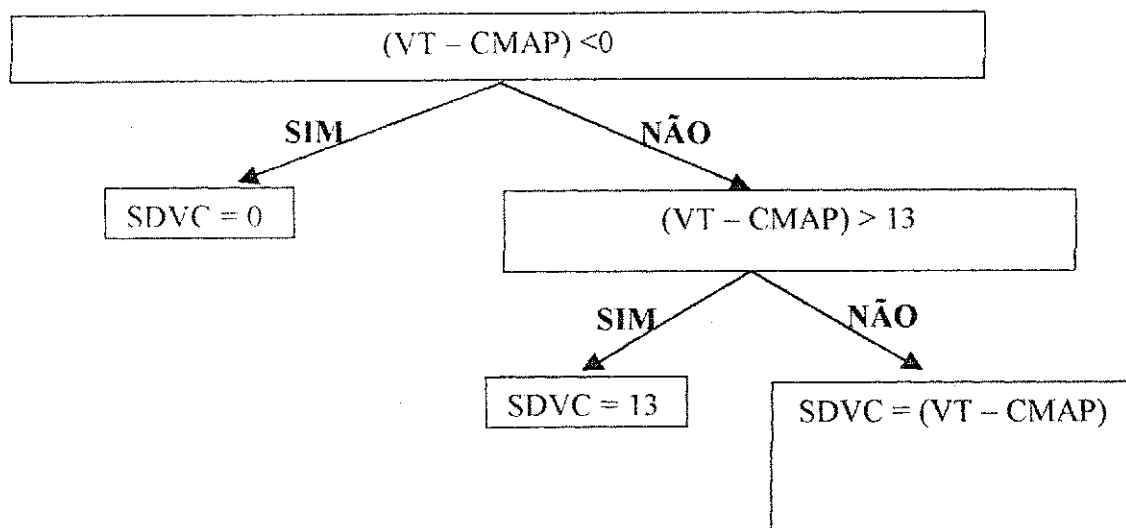 (VT – CMAP) <0
SIM
NÃO
SDVC = 0
(VT – CMAP) > 13
SIM
NÃO
SDVC = 13
SDVC = (VT – CMAP)